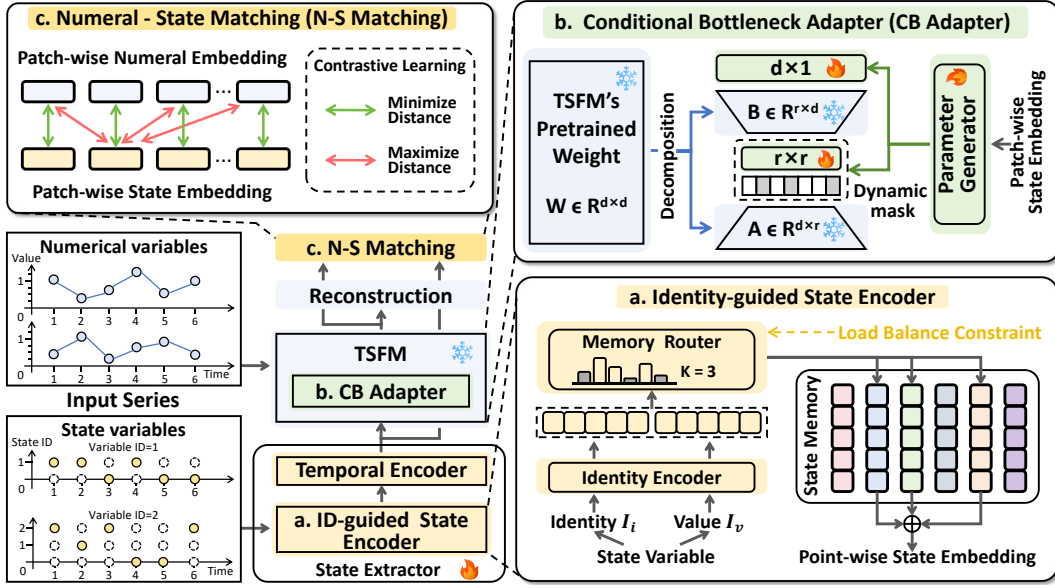 c. Numeral - State Matching (N-S Matching)
Patch-wise Numeral Embedding
...
...
Patch-wise State Embedding
Contrastive Learning
Minimize
Distance
Maximize
Distance
b. Conditional Bottleneck Adapter (CB Adapter)
TSFM's
Pretrained
Weight
W ϵ R^{d×d}
Decomposition
d×1
B ϵ R^{r×d}
r×r
A ϵ R^{d×r}
Dynamic
mask
Parameter
Generator
Patch-wise
State Embedding
Numerical variables
Value
1
0
1 2 3 4 5 6
1
0
1 2 3 4 5 6
Time
Input Series
State variables
State ID
Variable ID=1
1
0
1 2 3 4 5 6
Variable ID=2
2
1
0
1 2 3 4 5 6
Time
c. N-S Matching
Reconstruction
TSFM
b. CB Adapter
Temporal Encoder
a. ID-guided State
Encoder
State Extractor
a. Identity-guided State Encoder
Memory Router
K = 3
Load Balance Constraint
Identity Encoder
Identity I_i
Value I_v
State Variable
State Memory
Point-wise State Embedding